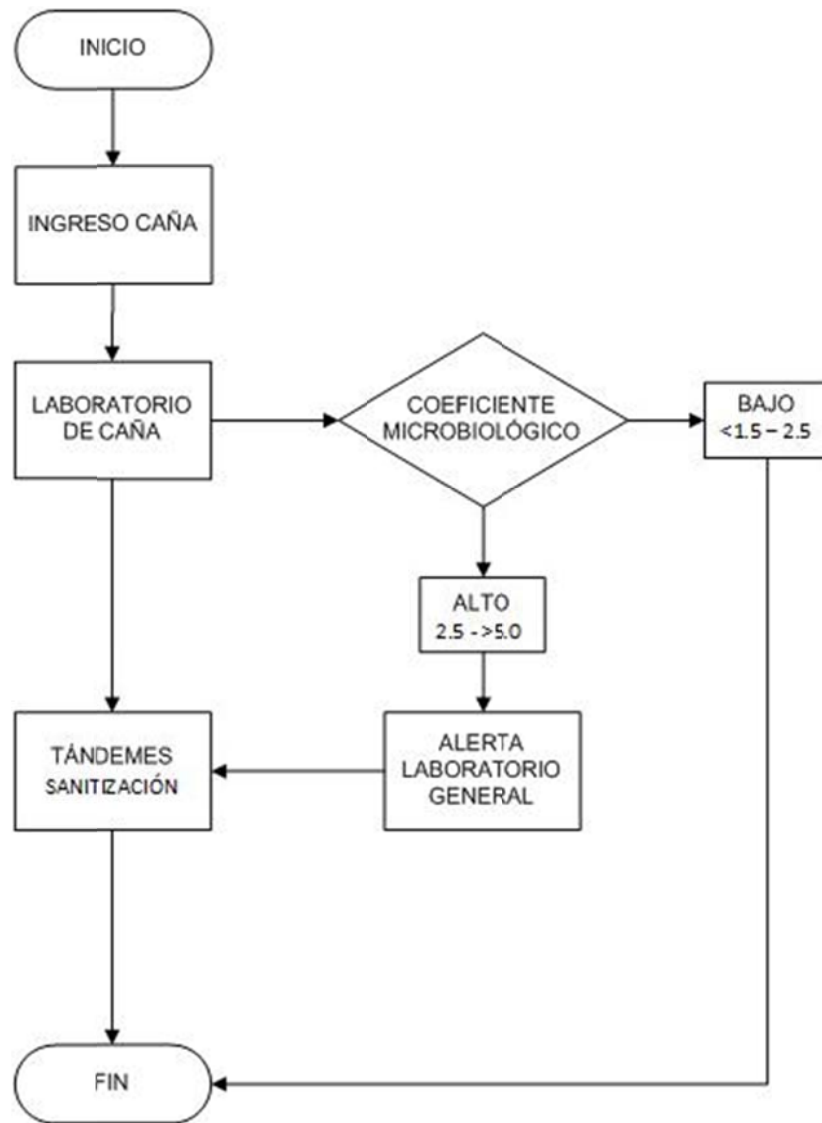 INICIO
INGRESO CAÑA
LABORATORIO
DE CAÑA
COEFICIENTE
MICROBIOLÓGICO
BAJO
<1.5 – 2.5
ALTO
2.5 - >5.0
TÁNDEMES
SANITIZACIÓN
ALERTA
LABORATORIO
GENERAL
FIN